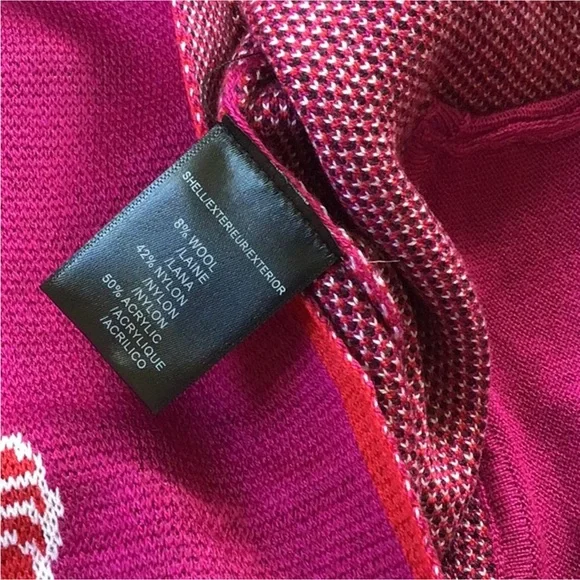 SHELL/EXTERIEUR/EXTERIOR
8% WOOL
/LAINE
/LANA
42% NYLON
/NYLON
/NYLON
50% ACRYLIC
/ACRYLIQUE
/ACRILICO